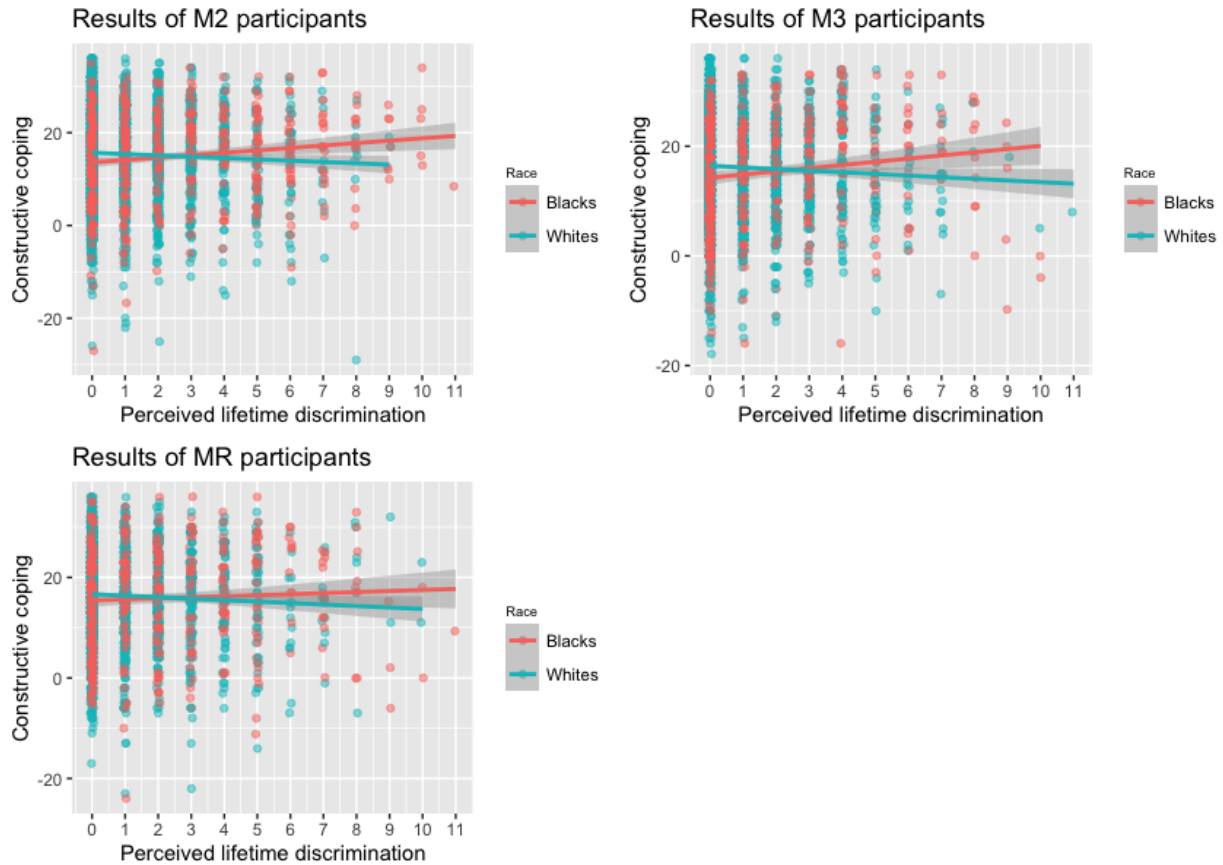 Results of M2 participants
Constructive coping
20
0
-20
0 1 2 3 4 5 6 7 8 9 10 11
Perceived lifetime discrimination
Race
Blacks
Whites
Results of M3 participants
Constructive coping
20
0
-20
0 1 2 3 4 5 6 7 8 9 10 11
Perceived lifetime discrimination
Race
Blacks
Whites
Results of MR participants
Constructive coping
20
0
-20
0 1 2 3 4 5 6 7 8 9 10 11
Perceived lifetime discrimination
Race
Blacks
Whites